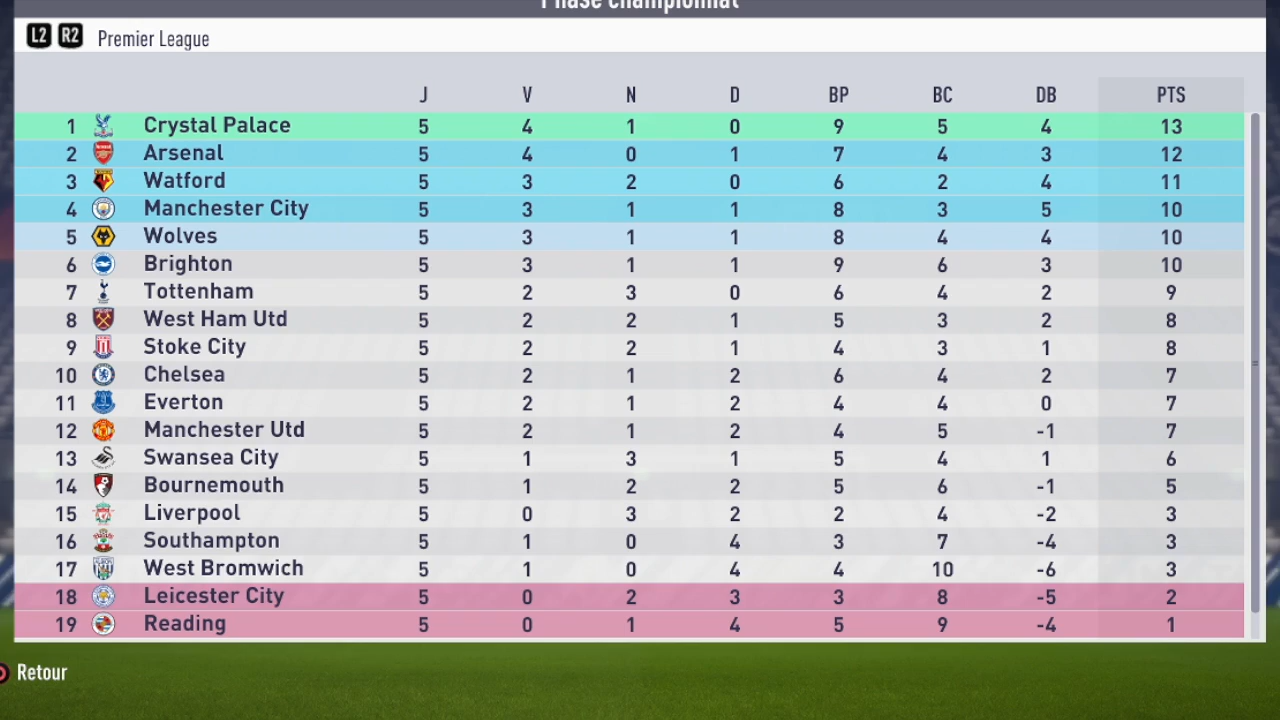 Phase championnat
L2 R2 Premier League
J V N D BP BC DB PTS
1 Crystal Palace 5 4 1 0 9 5 4 13
2 Arsenal 5 4 0 1 7 4 3 12
3 Watford 5 3 2 0 6 2 4 11
4 Manchester City 5 3 1 1 8 3 5 10
5 Wolves 5 3 1 1 8 4 4 10
6 Brighton 5 3 1 1 9 6 3 10
7 Tottenham 5 2 3 0 6 4 2 9
8 West Ham Utd 5 2 2 1 5 3 2 8
9 Stoke City 5 2 2 1 4 3 1 8
10 Chelsea 5 2 1 2 6 4 2 7
11 Everton 5 2 1 2 4 4 0 7
12 Manchester Utd 5 2 1 2 4 5 -1 7
13 Swansea City 5 1 3 1 5 4 1 6
14 Bournemouth 5 1 2 2 5 6 -1 5
15 Liverpool 5 0 3 2 2 4 -2 3
16 Southampton 5 1 0 4 3 7 -4 3
17 West Bromwich 5 1 0 4 4 10 -6 3
18 Leicester City 5 0 2 3 3 8 -5 2
19 Reading 5 0 1 4 5 9 -4 1
Retour